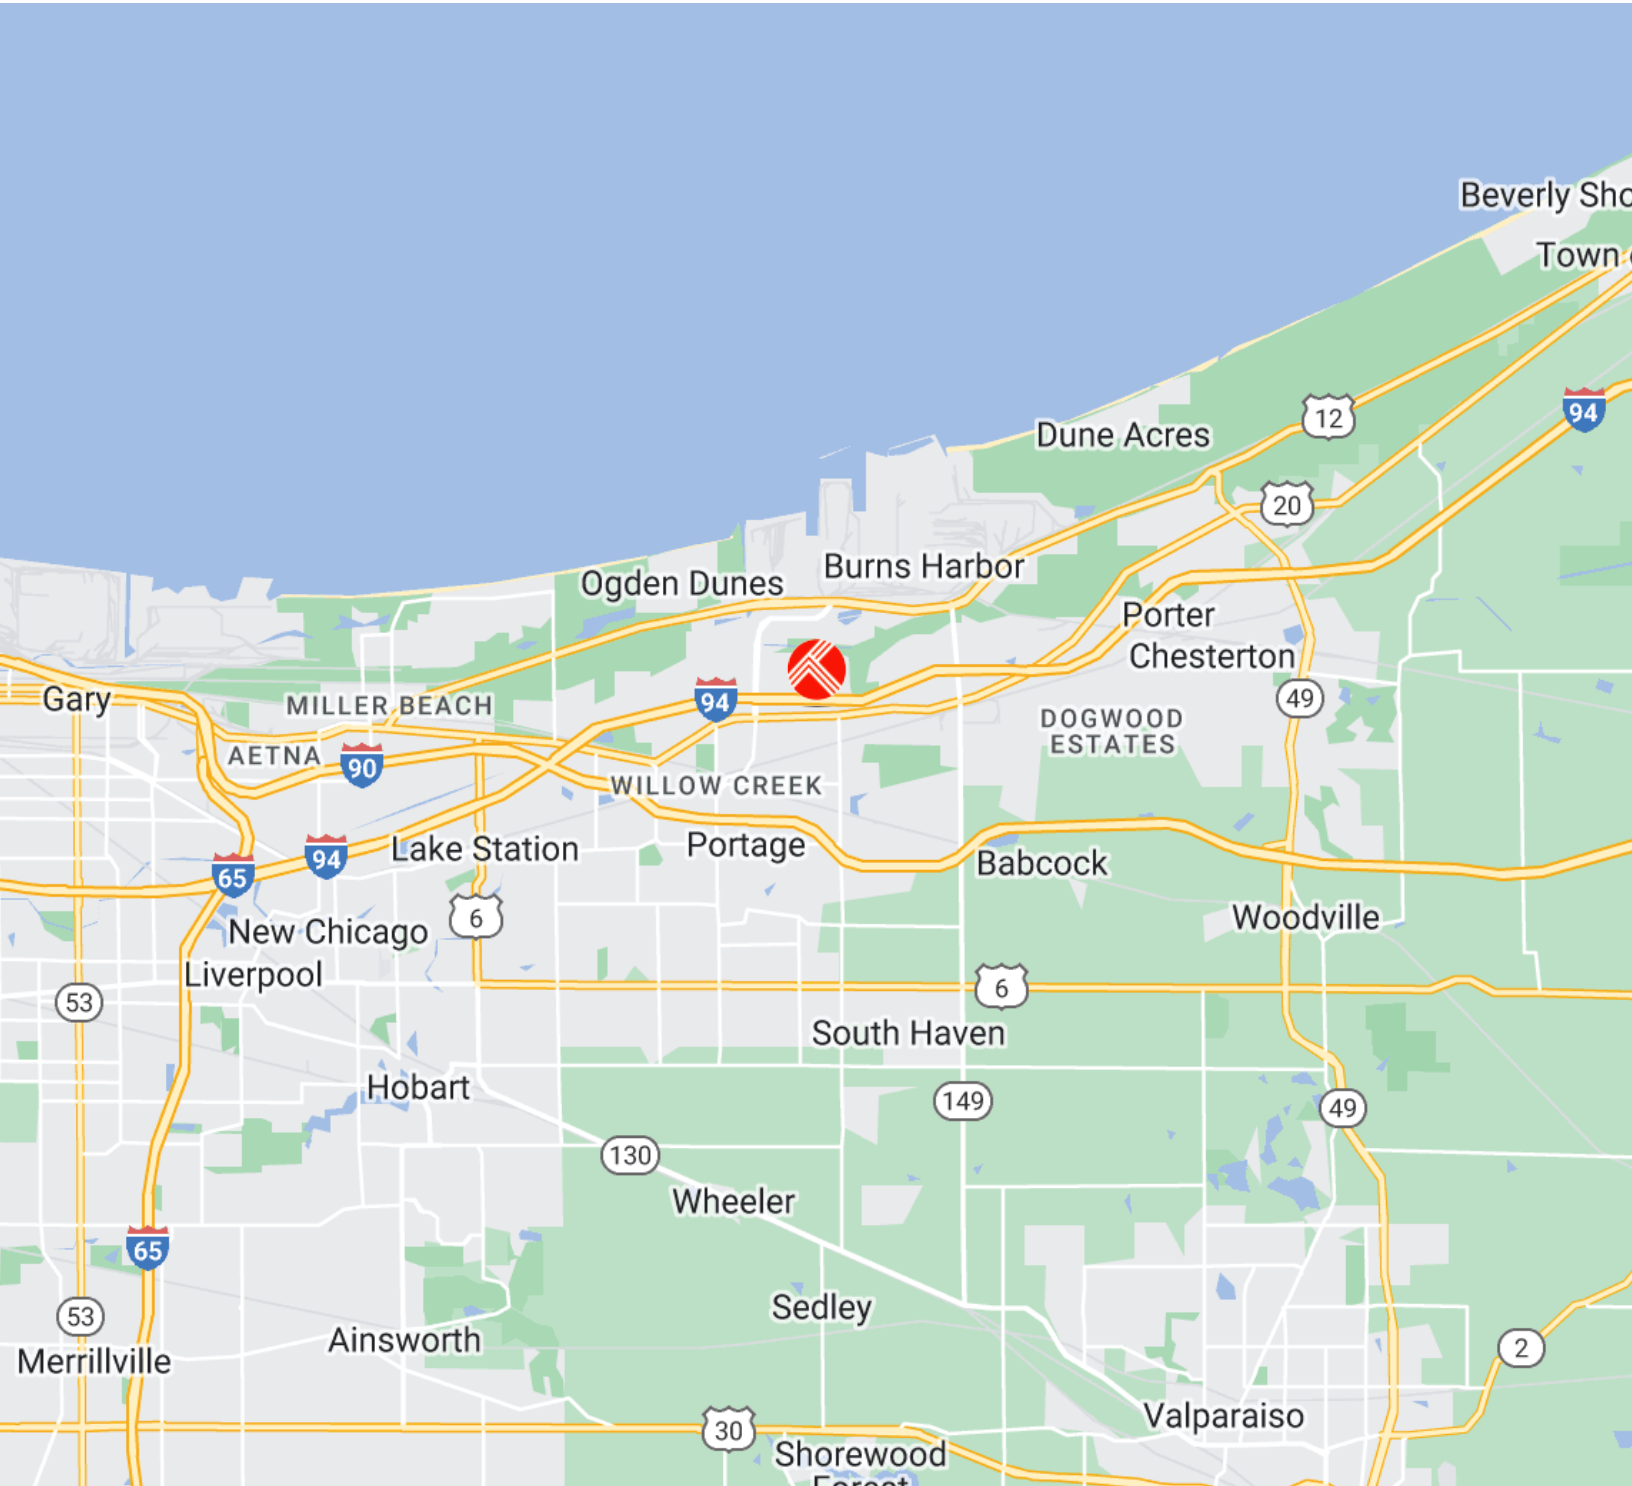 Beverly Sho
Town
12
94
Dune Acres
20
Burns Harbor
Ogden Dunes
Porter
Chesterton
Gary
MILLER BEACH
94
49
DOGWOOD
ESTATES
AETNA
90
WILLOW CREEK
Lake Station
Portage
94
65
Babcock
6
Woodville
New Chicago
Liverpool
6
53
South Haven
Hobart
149
49
130
Wheeler
65
Sedley
53
Ainsworth
2
Merrillville
Valparaiso
30
Shorewood
Forest